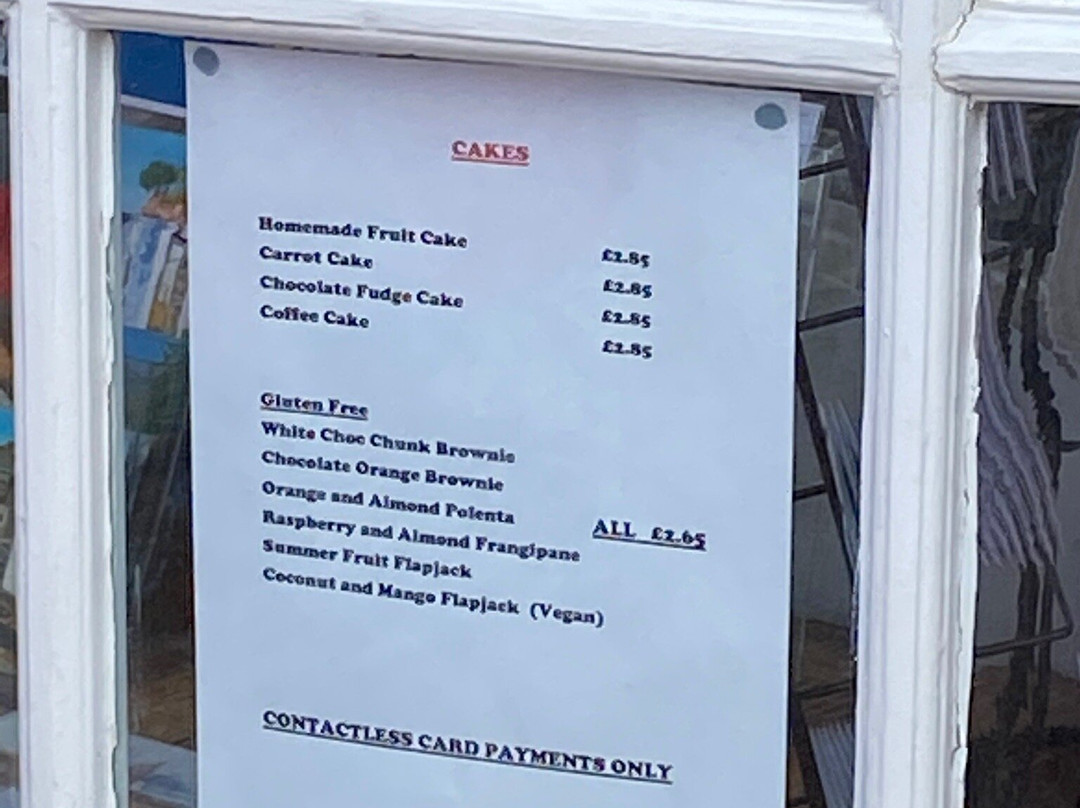 CAKES
Homemade Fruit Cake £2.85
Carrot Cake £2.85
Chocolate Fudge Cake £2.85
Coffee Cake £2.85
Gluten Free
White Choc Chunk Brownie
Chocolate Orange Brownie
Orange and Almond Polenta
Raspberry and Almond Frangipane ALL £2.65
Summer Fruit Flapjack
Coconut and Mango Flapjack (Vegan)
CONTACTLESS CARD PAYMENTS ONLY